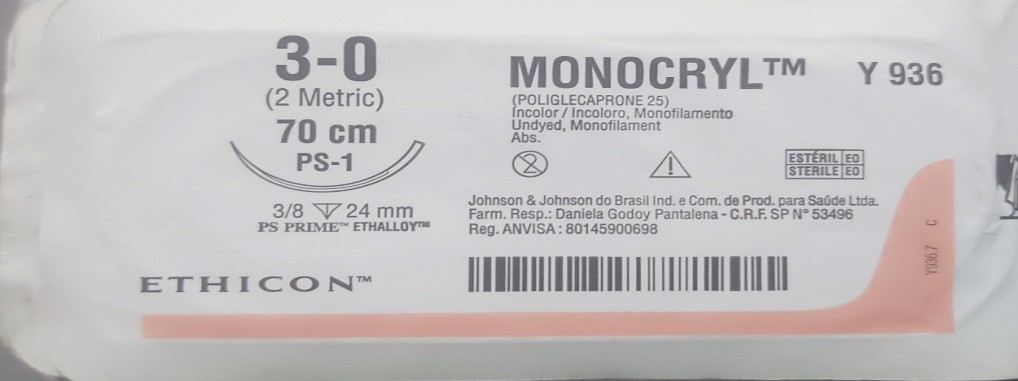 3-0
(2 Metric)
70 cm
PS-1
3/8 24 mm
PS PRIME™ ETHALLOY™
ETHICON™
MONOCRYL™ Y 936
(POLIGLECAPRONE 25)
Incolor / Incoloro, Monofilamento
Undyed, Monofilament
Abs.
2
ESTÉRIL EO
STERILE EO
Johnson & Johnson do Brasil Ind. e Com. de Prod. para Saúde Ltda.
Farm. Resp.: Daniela Godoy Pantalena - C.R.F. SP Nº 53496
Reg. ANVISA : 80145900698
Y936.7 C